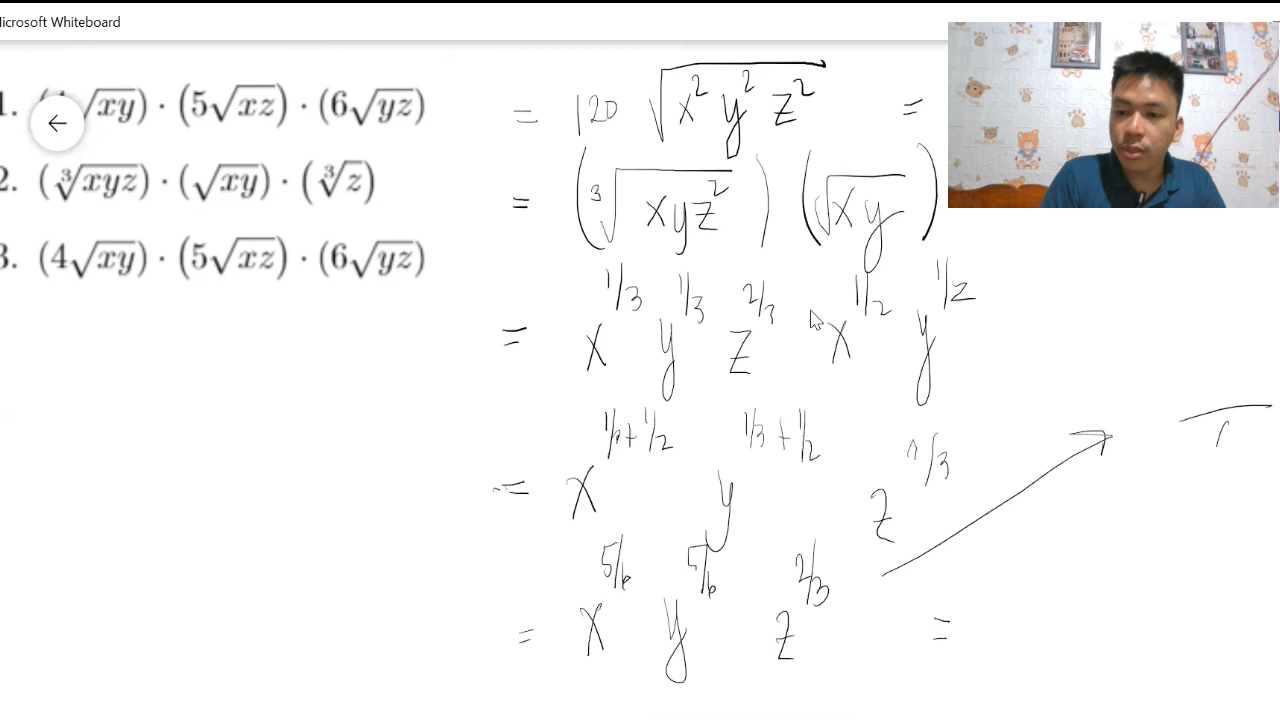 Microsoft Whiteboard
1. √xy) · (5√xz) · (6√yz) = 120 √x² y² z² =
2. (∛xyz) · (√xy) · (∛z) = (∛xyz²) (√xy)
3. (4√xy) · (5√xz) · (6√yz)
= x^1/3 y^1/3 z^2/3 x^1/2 y^1/2
= x^1/3+1/2 y^1/3+1/2 z^2/3
= x^5/6 y^5/6 z^2/3 =